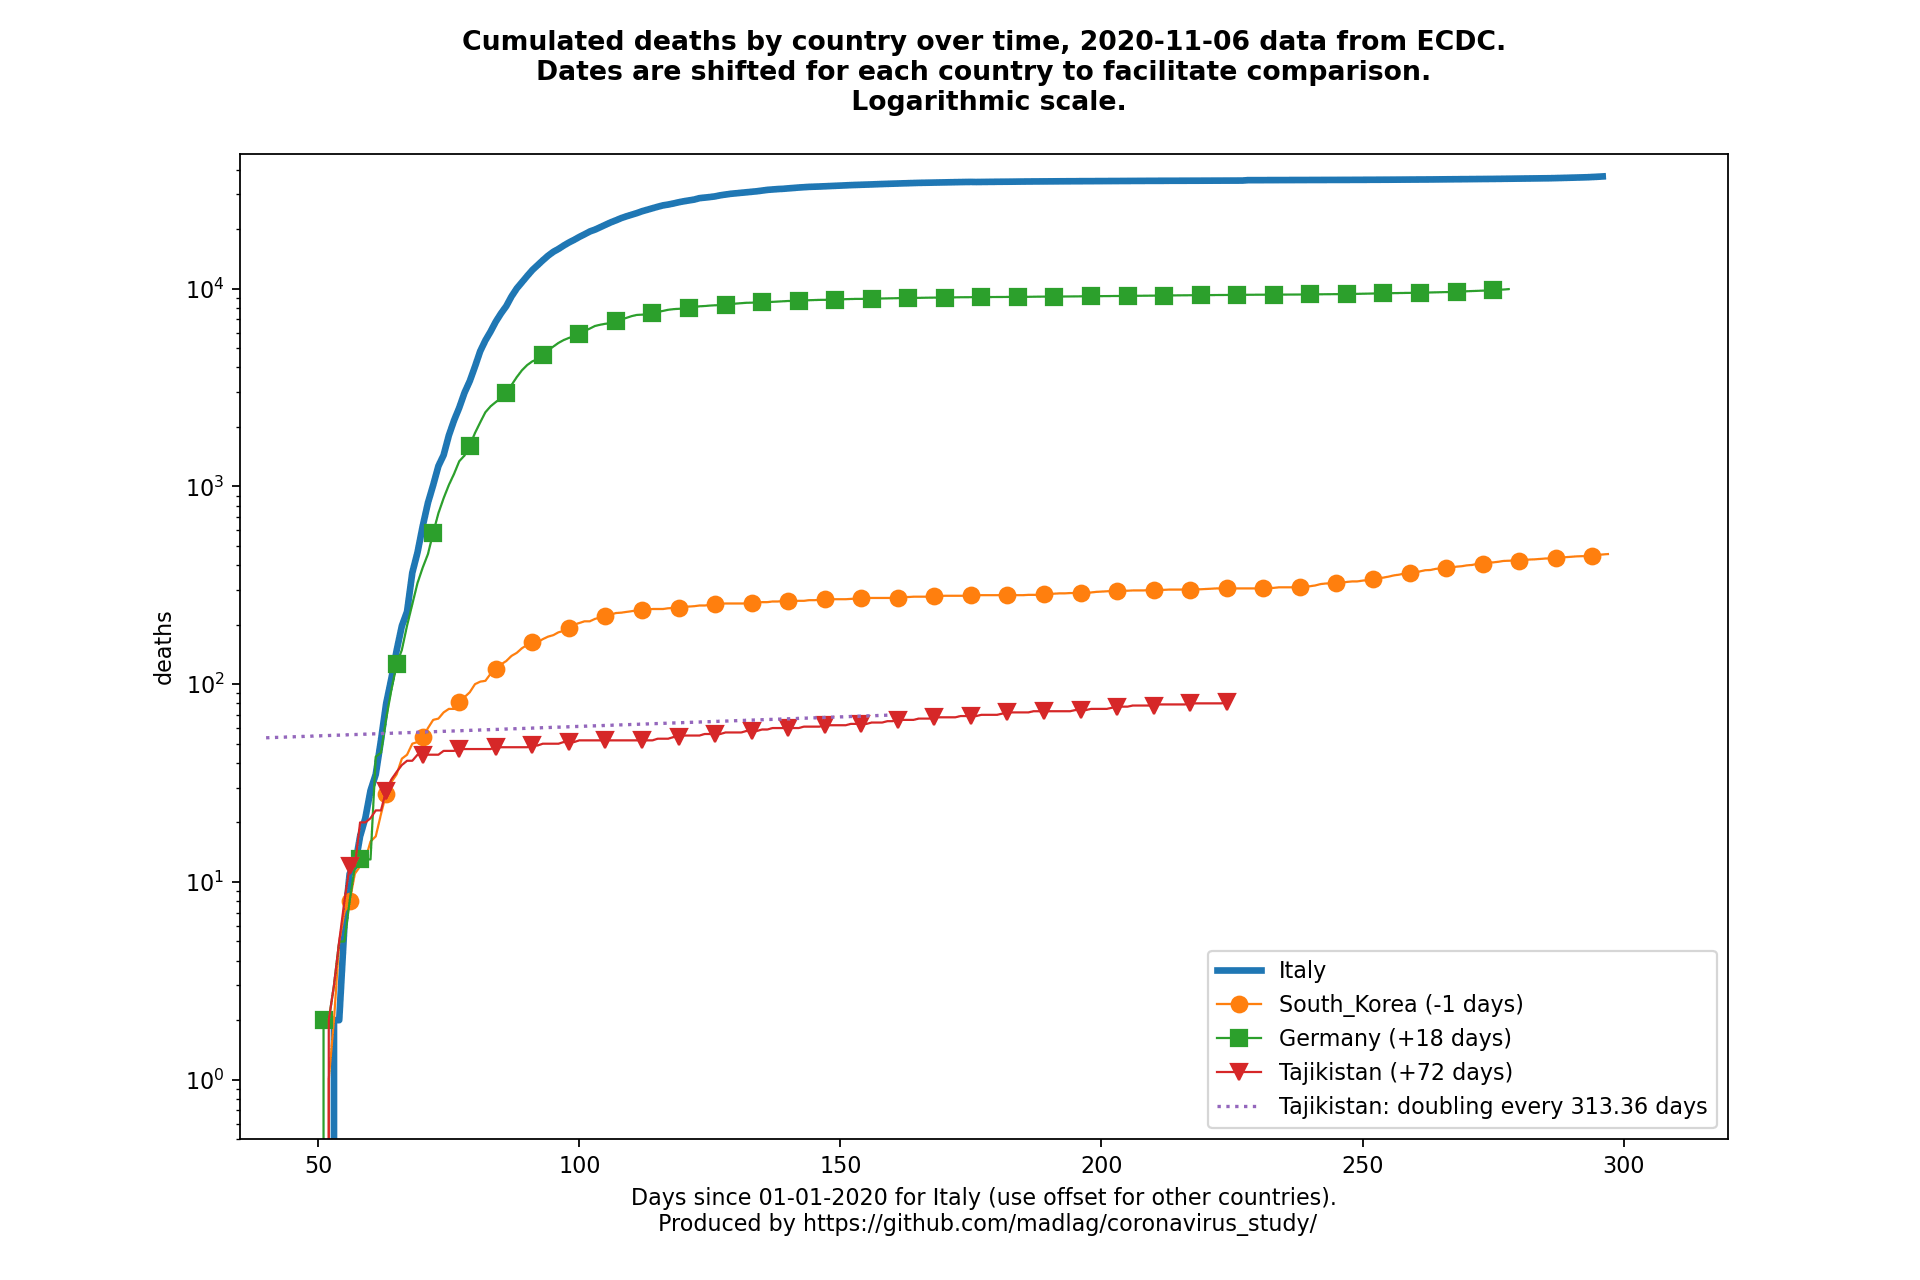 Cumulated deaths by country over time, 2020-11-06 data from ECDC.
Dates are shifted for each country to facilitate comparison.
Logarithmic scale.
deaths
10^4
10^3
10^2
10^1
10^0
50 100 150 200 250 300
Italy
South_Korea (-1 days)
Germany (+18 days)
Tajikistan (+72 days)
Tajikistan: doubling every 313.36 days
Days since 01-01-2020 for Italy (use offset for other countries).
Produced by https://github.com/madlag/coronavirus_study/